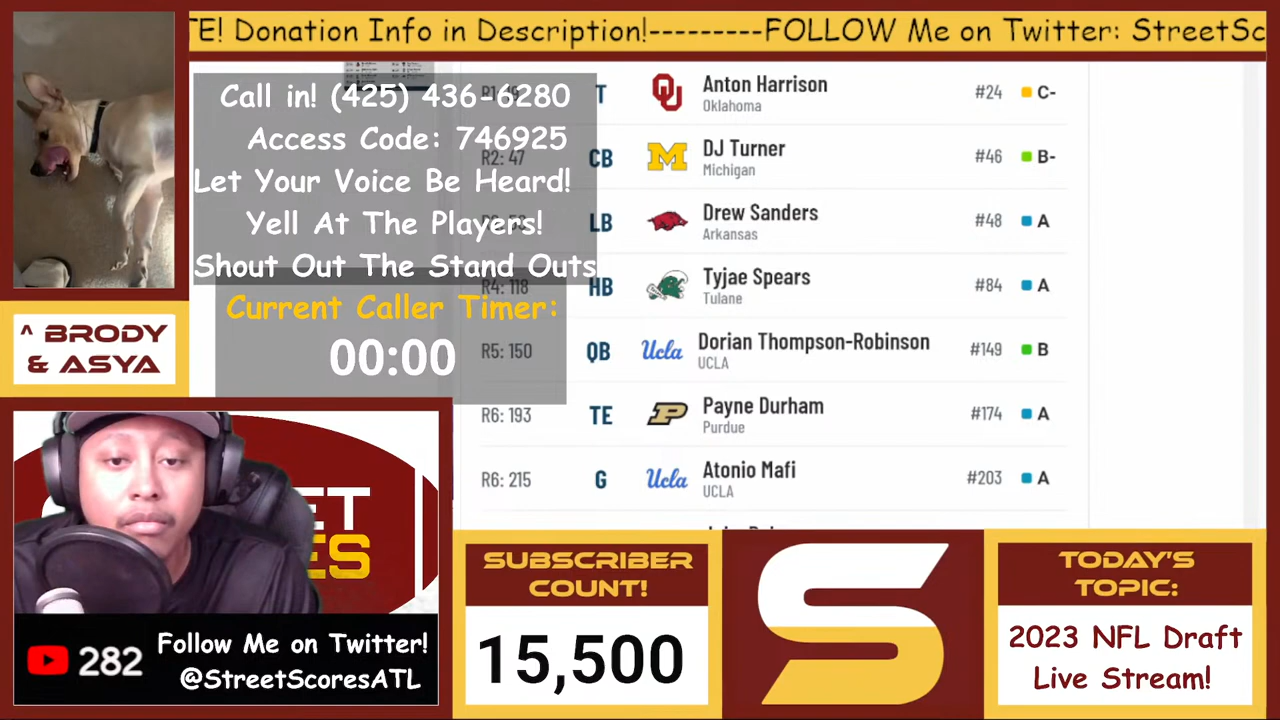 TE! Donation Info in Description!---------FOLLOW Me on Twitter: StreetSc
Call in! (425) 436-6280
Access Code: 746925
Let Your Voice Be Heard!
Yell At The Players!
Shout Out The Stand Outs
Current Caller Timer:
00:00
T Anton Harrison #24 C-
Oklahoma
R2: 47 CB DJ Turner #46 B-
Michigan
LB Drew Sanders #48 A
Arkansas
R4: 118 HB Tyjae Spears #84 A
Tulane
R5: 150 QB Ucla Dorian Thompson-Robinson #149 B
UCLA
R6: 193 TE P Payne Durham #174 A
Purdue
R6: 215 G Ucla Atonio Mafi #203 A
UCLA
^ BRODY
& ASYA
ET
ES
282
Follow Me on Twitter!
@StreetScoresATL
SUBSCRIBER
COUNT!
15,500
S
TODAY'S
TOPIC:
2023 NFL Draft
Live Stream!